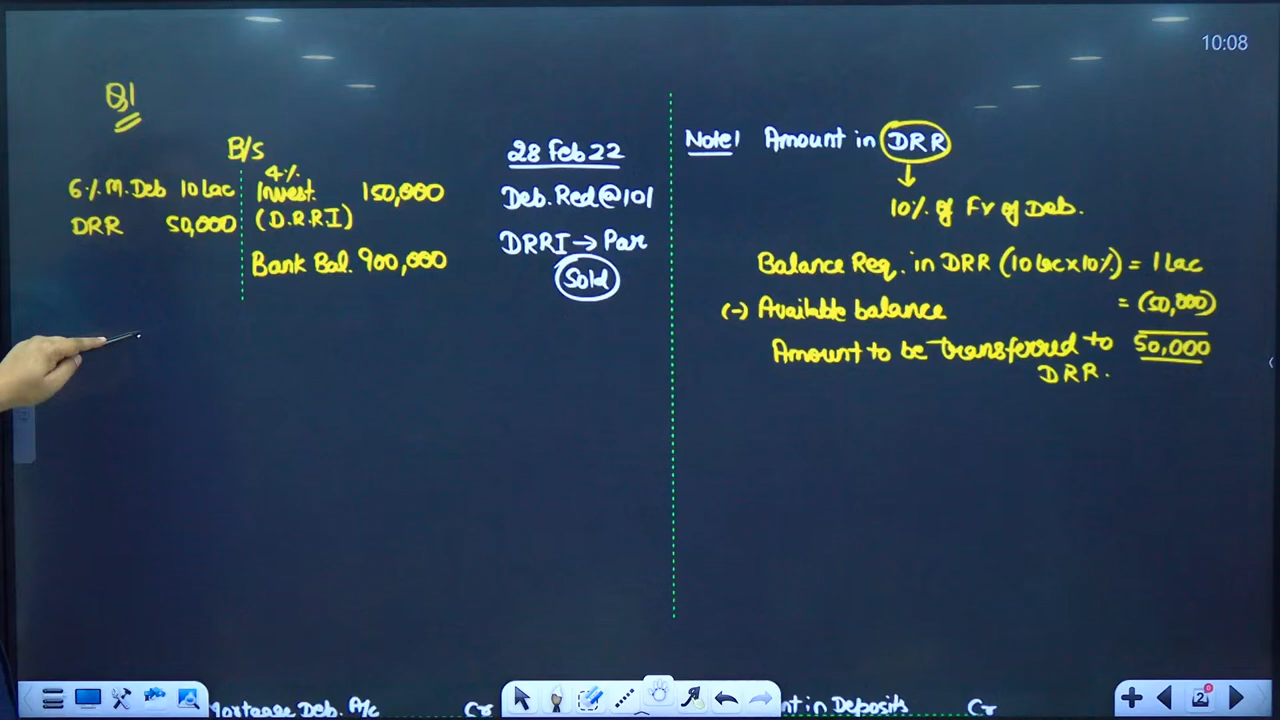 10:08
Q1
B/s
6% M. Deb 10 Lac
DRR 50,000
4%
Invest. 150,000
(D.R.R.I)
Bank Bal. 900,000
28 Feb 22
Deb. Red @ 101
DRRI → Par
Sold
Note 1 Amount in DRR
↓
10% of FV of Deb.
Balance Req. in DRR (10 Lac x 10%) = 1 Lac
(-) Available balance = (50,000)
Amount to be transferred to 50,000
DRR.
Mortgage Deb. A/c Cr
nt in Deposits Cr
2